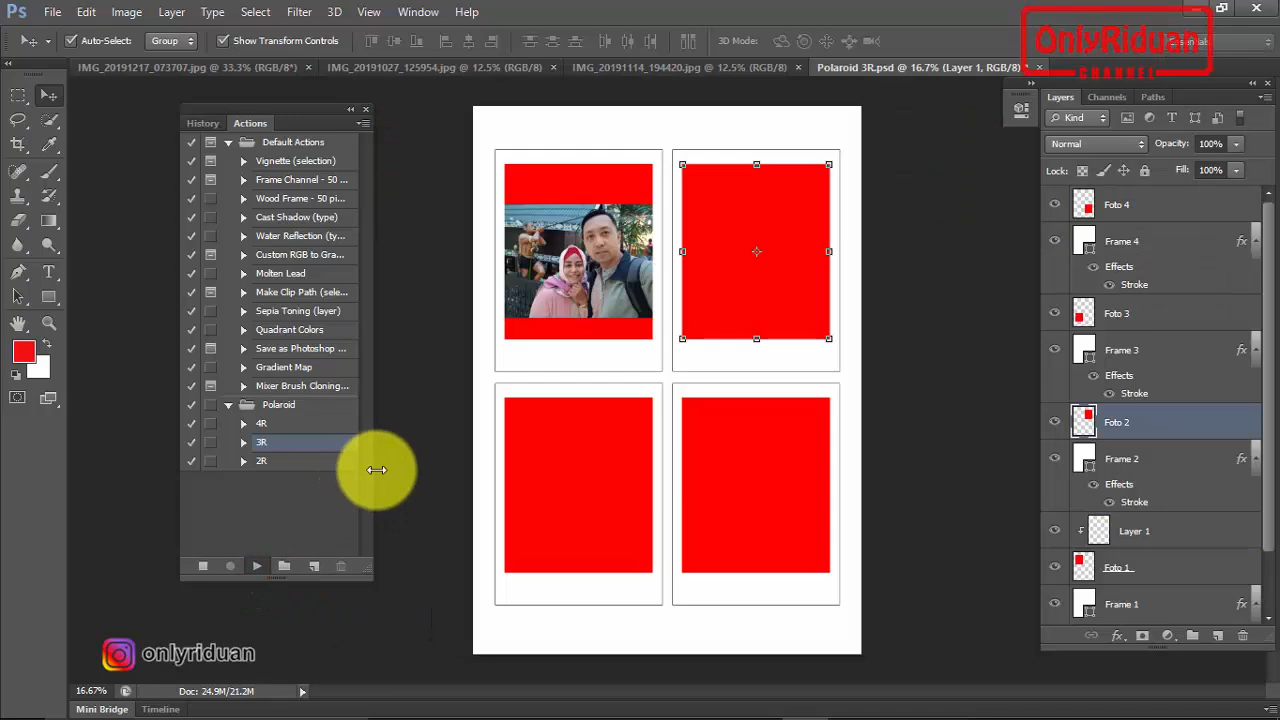 Ps File Edit Image Layer Type Select Filter 3D View Window Help
Auto-Select: Group Show Transform Controls 3D Mode: Essentials
OnlyRiduan
CHANNEL
IMG_20191217_073707.jpg @ 33.3% (RGB/8*) × IMG_20191027_125954.jpg @ 12.5% (RGB/8) × IMG_20191114_194420.jpg @ 12.5% (RGB/8) × Polaroid 3R.psd @ 16.7% (Layer 1, RGB/8) * ×
History Actions
Default Actions
Vignette (selection)
Frame Channel - 50 ...
Wood Frame - 50 pi...
Cast Shadow (type)
Water Reflection (typ...
Custom RGB to Gra...
Molten Lead
Make Clip Path (sele...
Sepia Toning (layer)
Quadrant Colors
Save as Photoshop ...
Gradient Map
Mixer Brush Cloning...
Polaroid
4R
3R
2R
Layers Channels Paths
Kind
Normal Opacity: 100%
Lock: Fill: 100%
Foto 4
Frame 4 fx
Effects
Stroke
Foto 3
Frame 3 fx
Effects
Stroke
Foto 2
Frame 2 fx
Effects
Stroke
Layer 1
Foto 1
Frame 1 fx
onlyriduan
16.67% Doc: 24.9M/21.2M
Mini Bridge Timeline